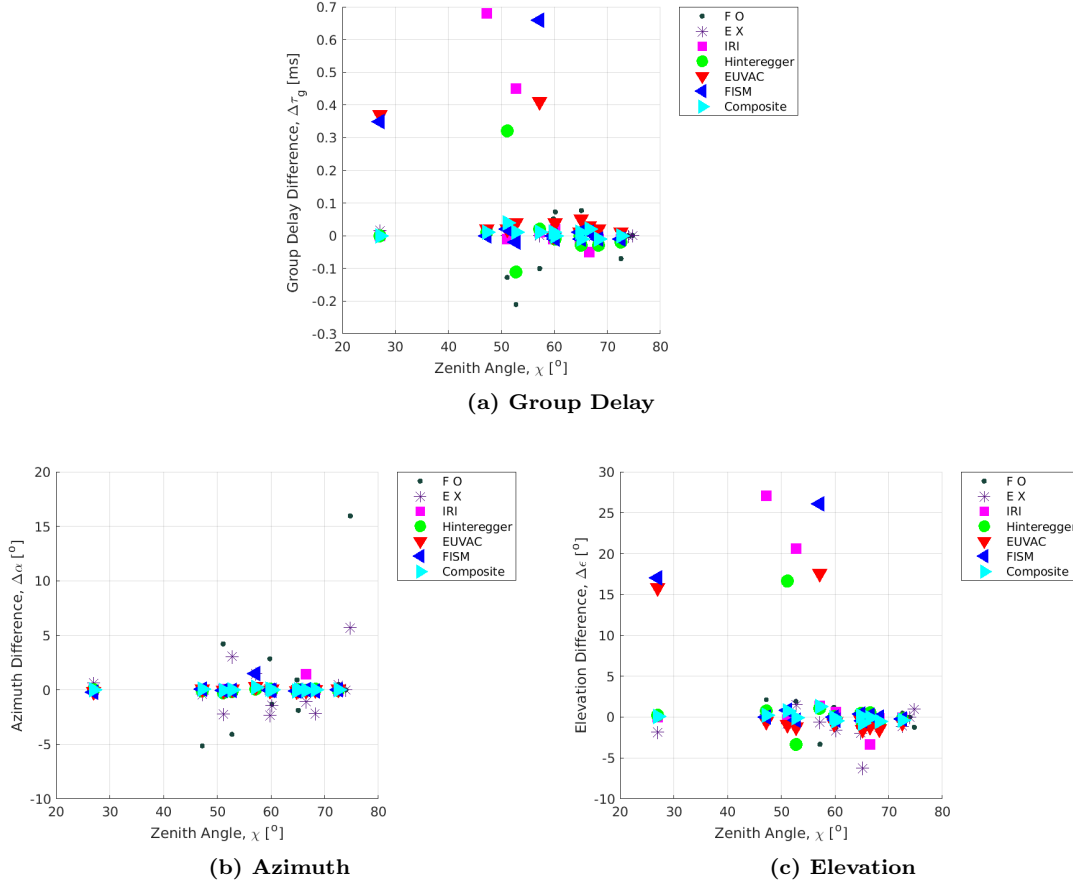 0.7
0.6
0.5
0.4
0.3
0.2
0.1
0
-0.1
-0.2
-0.3
Group Delay Difference, Δτg [ms]
20 30 40 50 60 70 80
Zenith Angle, χ [o]
F O
E X
IRI
Hinteregger
EUVAC
FISM
Composite
(a) Group Delay
20
15
10
5
0
-5
-10
Azimuth Difference, Δα [o]
20 30 40 50 60 70 80
Zenith Angle, χ [o]
F O
E X
IRI
Hinteregger
EUVAC
FISM
Composite
(b) Azimuth
30
25
20
15
10
5
0
-5
-10
Elevation Difference, Δϵ [o]
20 30 40 50 60 70 80
Zenith Angle, χ [o]
F O
E X
IRI
Hinteregger
EUVAC
FISM
Composite
(c) Elevation